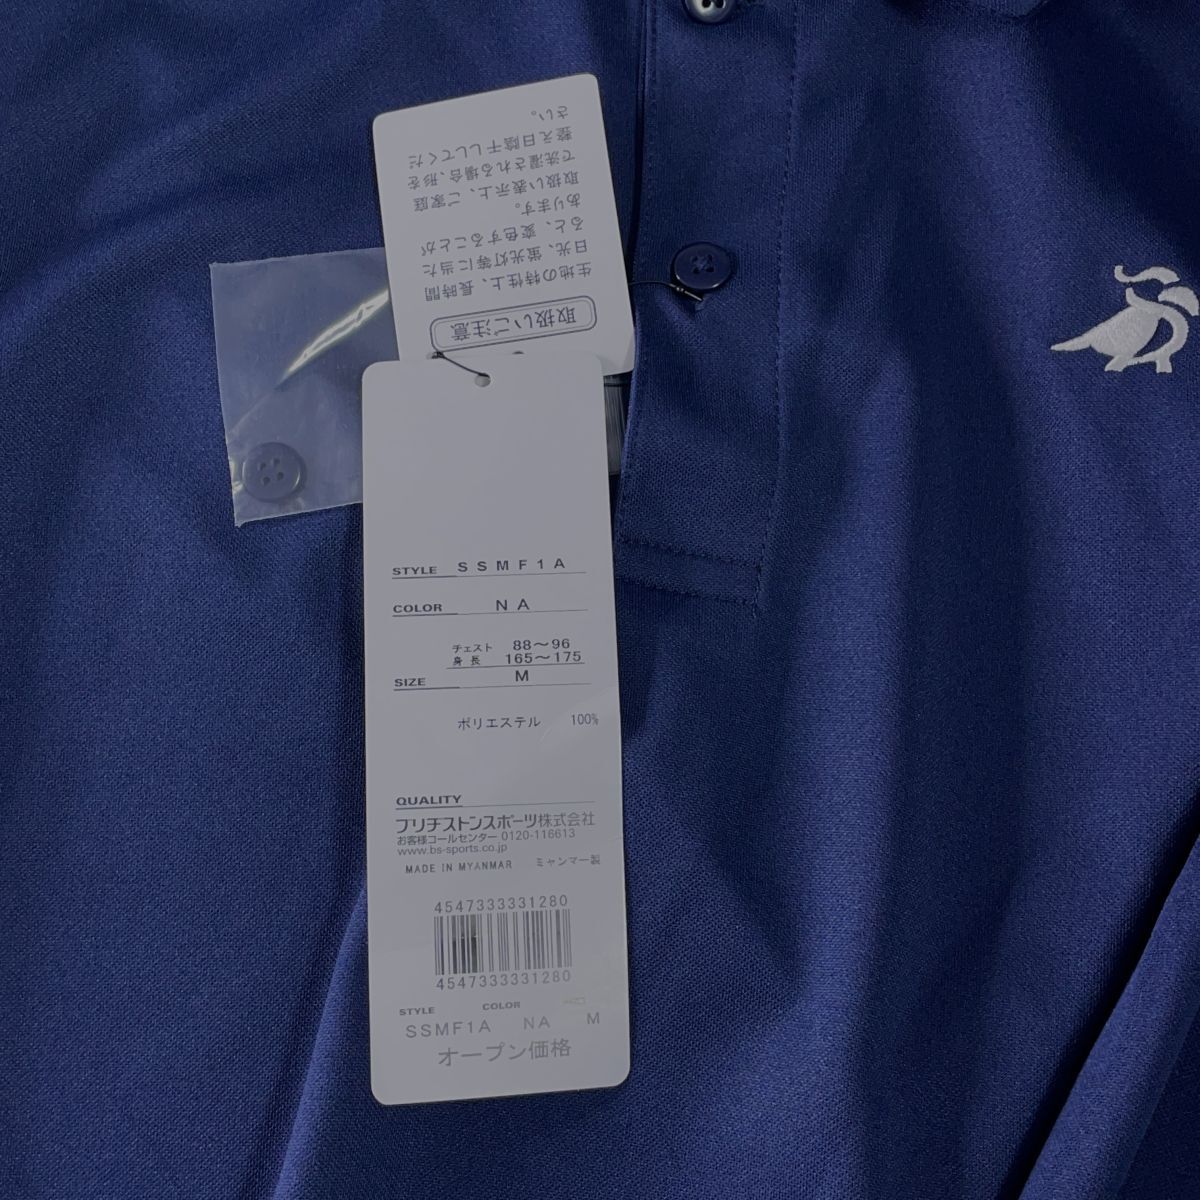 取扱いご注意
生地の特性上、長時間
日光、蛍光灯等に当た
ると、変色することが
あります。
取扱い表示上、ご家庭
で洗濯される場合、形を
整え日陰干ししてくだ
さい。
STYLE SSMF1A
COLOR NA
チェスト 88～96
身長 165～175
SIZE M
ポリエステル 100%
QUALITY
ブリヂストンスポーツ株式会社
お客様コールセンター 0120-116613
www.bs-sports.co.jp
MADE IN MYANMAR ミャンマー製
4547333331280
4547333331280
STYLE COLOR
SSMF1A NA M
オープン価格